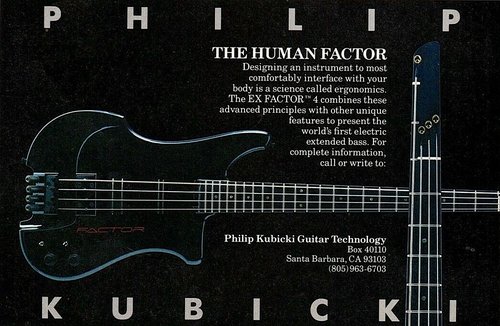 PHILIP
THE HUMAN FACTOR
Designing an instrument to most
comfortably interface with your
body is a science called ergonomics.
The EX FACTOR™ 4 combines these
advanced principles with other unique
features to present the
world's first electric
extended bass. For
complete information,
call or write to:
FACTOR
Philip Kubicki Guitar Technology
Box 40110
Santa Barbara, CA 93103
(805) 963-6703
KUBICKI